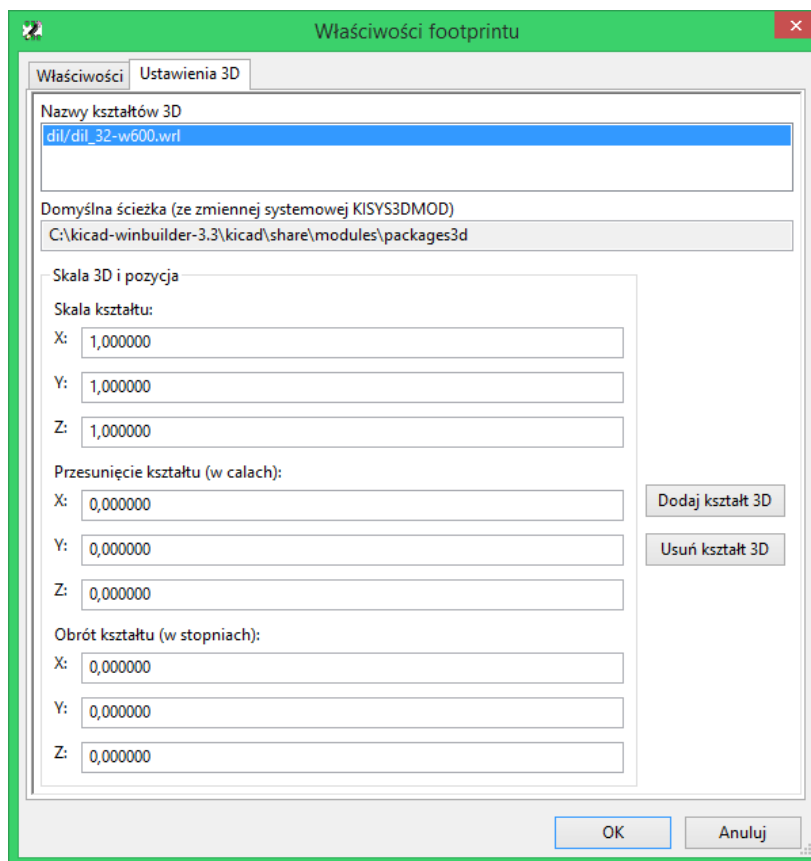 Właściwości footprintu
Właściwości
Ustawienia 3D
Nazwy kształtów 3D
dil/dil_32-w600.wrl
Domyślna ścieżka (ze zmiennej systemowej KISYS3DMOD)
C:\kicad-winbuilder-3.3\kicad\share\modules\packages3d
Skala 3D i pozycja
Skala kształtu:
X: 1,000000
Y: 1,000000
Z: 1,000000
Przesunięcie kształtu (w calach):
X: 0,000000
Y: 0,000000
Z: 0,000000
Dodaj kształt 3D
Usuń kształt 3D
Obrót kształtu (w stopniach):
X: 0,000000
Y: 0,000000
Z: 0,000000
OK
Anuluj